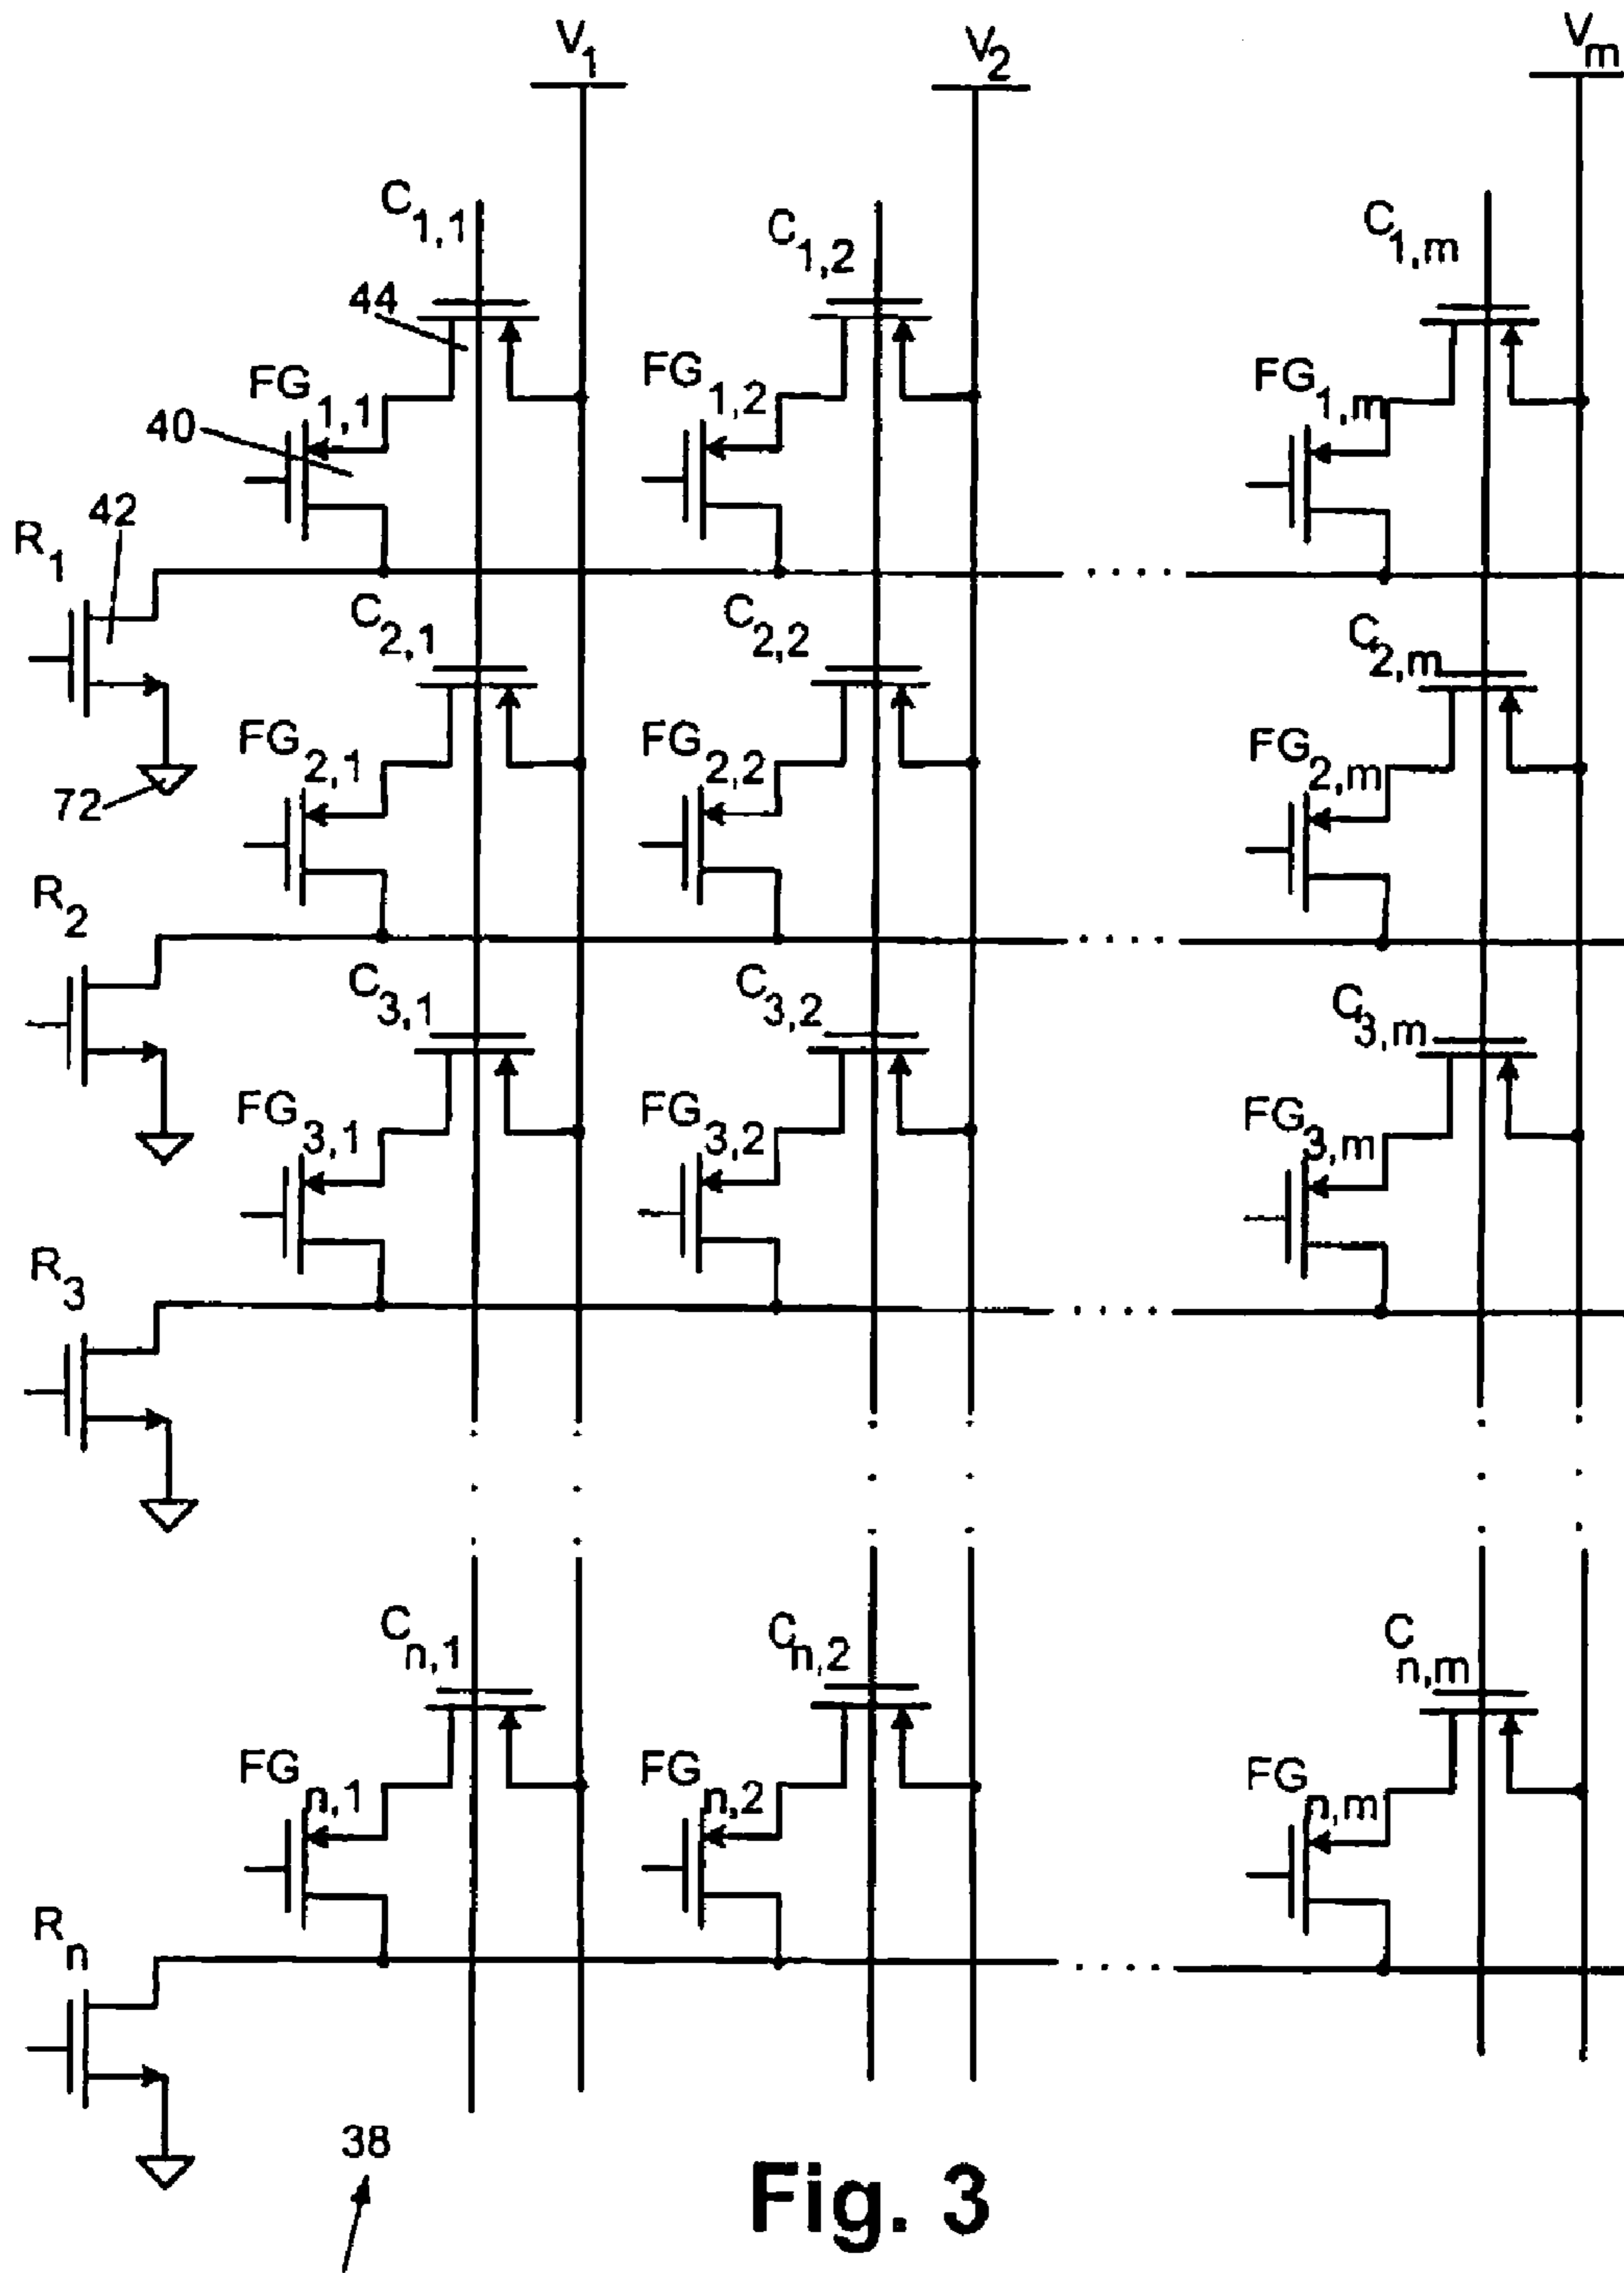 V1 V2 Vm
C1,1 C1,2 C1,m
44
FG1,1 FG1,2 FG1,m
40
42
R1
C2,1 C2,2 C2,m
FG2,1 FG2,2 FG2,m
72
R2
C3,1 C3,2 C3,m
FG3,1 FG3,2 FG3,m
R3
Cn,1 Cn,2 Cn,m
FGn,1 FGn,2 FGn,m
Rn
38
Fig. 3